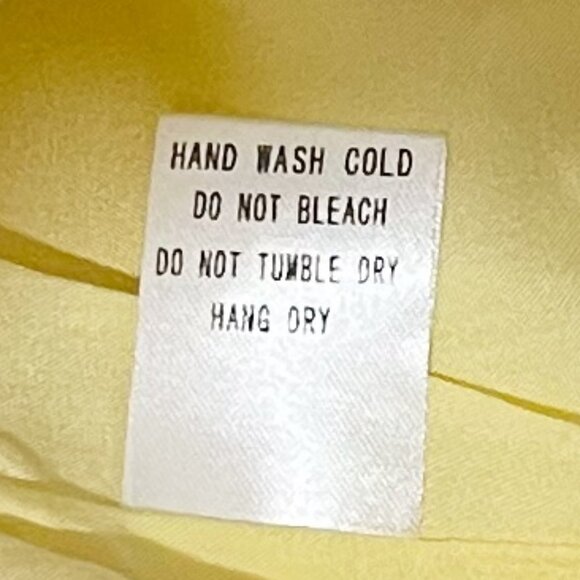 HAND WASH COLD
DO NOT BLEACH
DO NOT TUMBLE DRY
HANG DRY